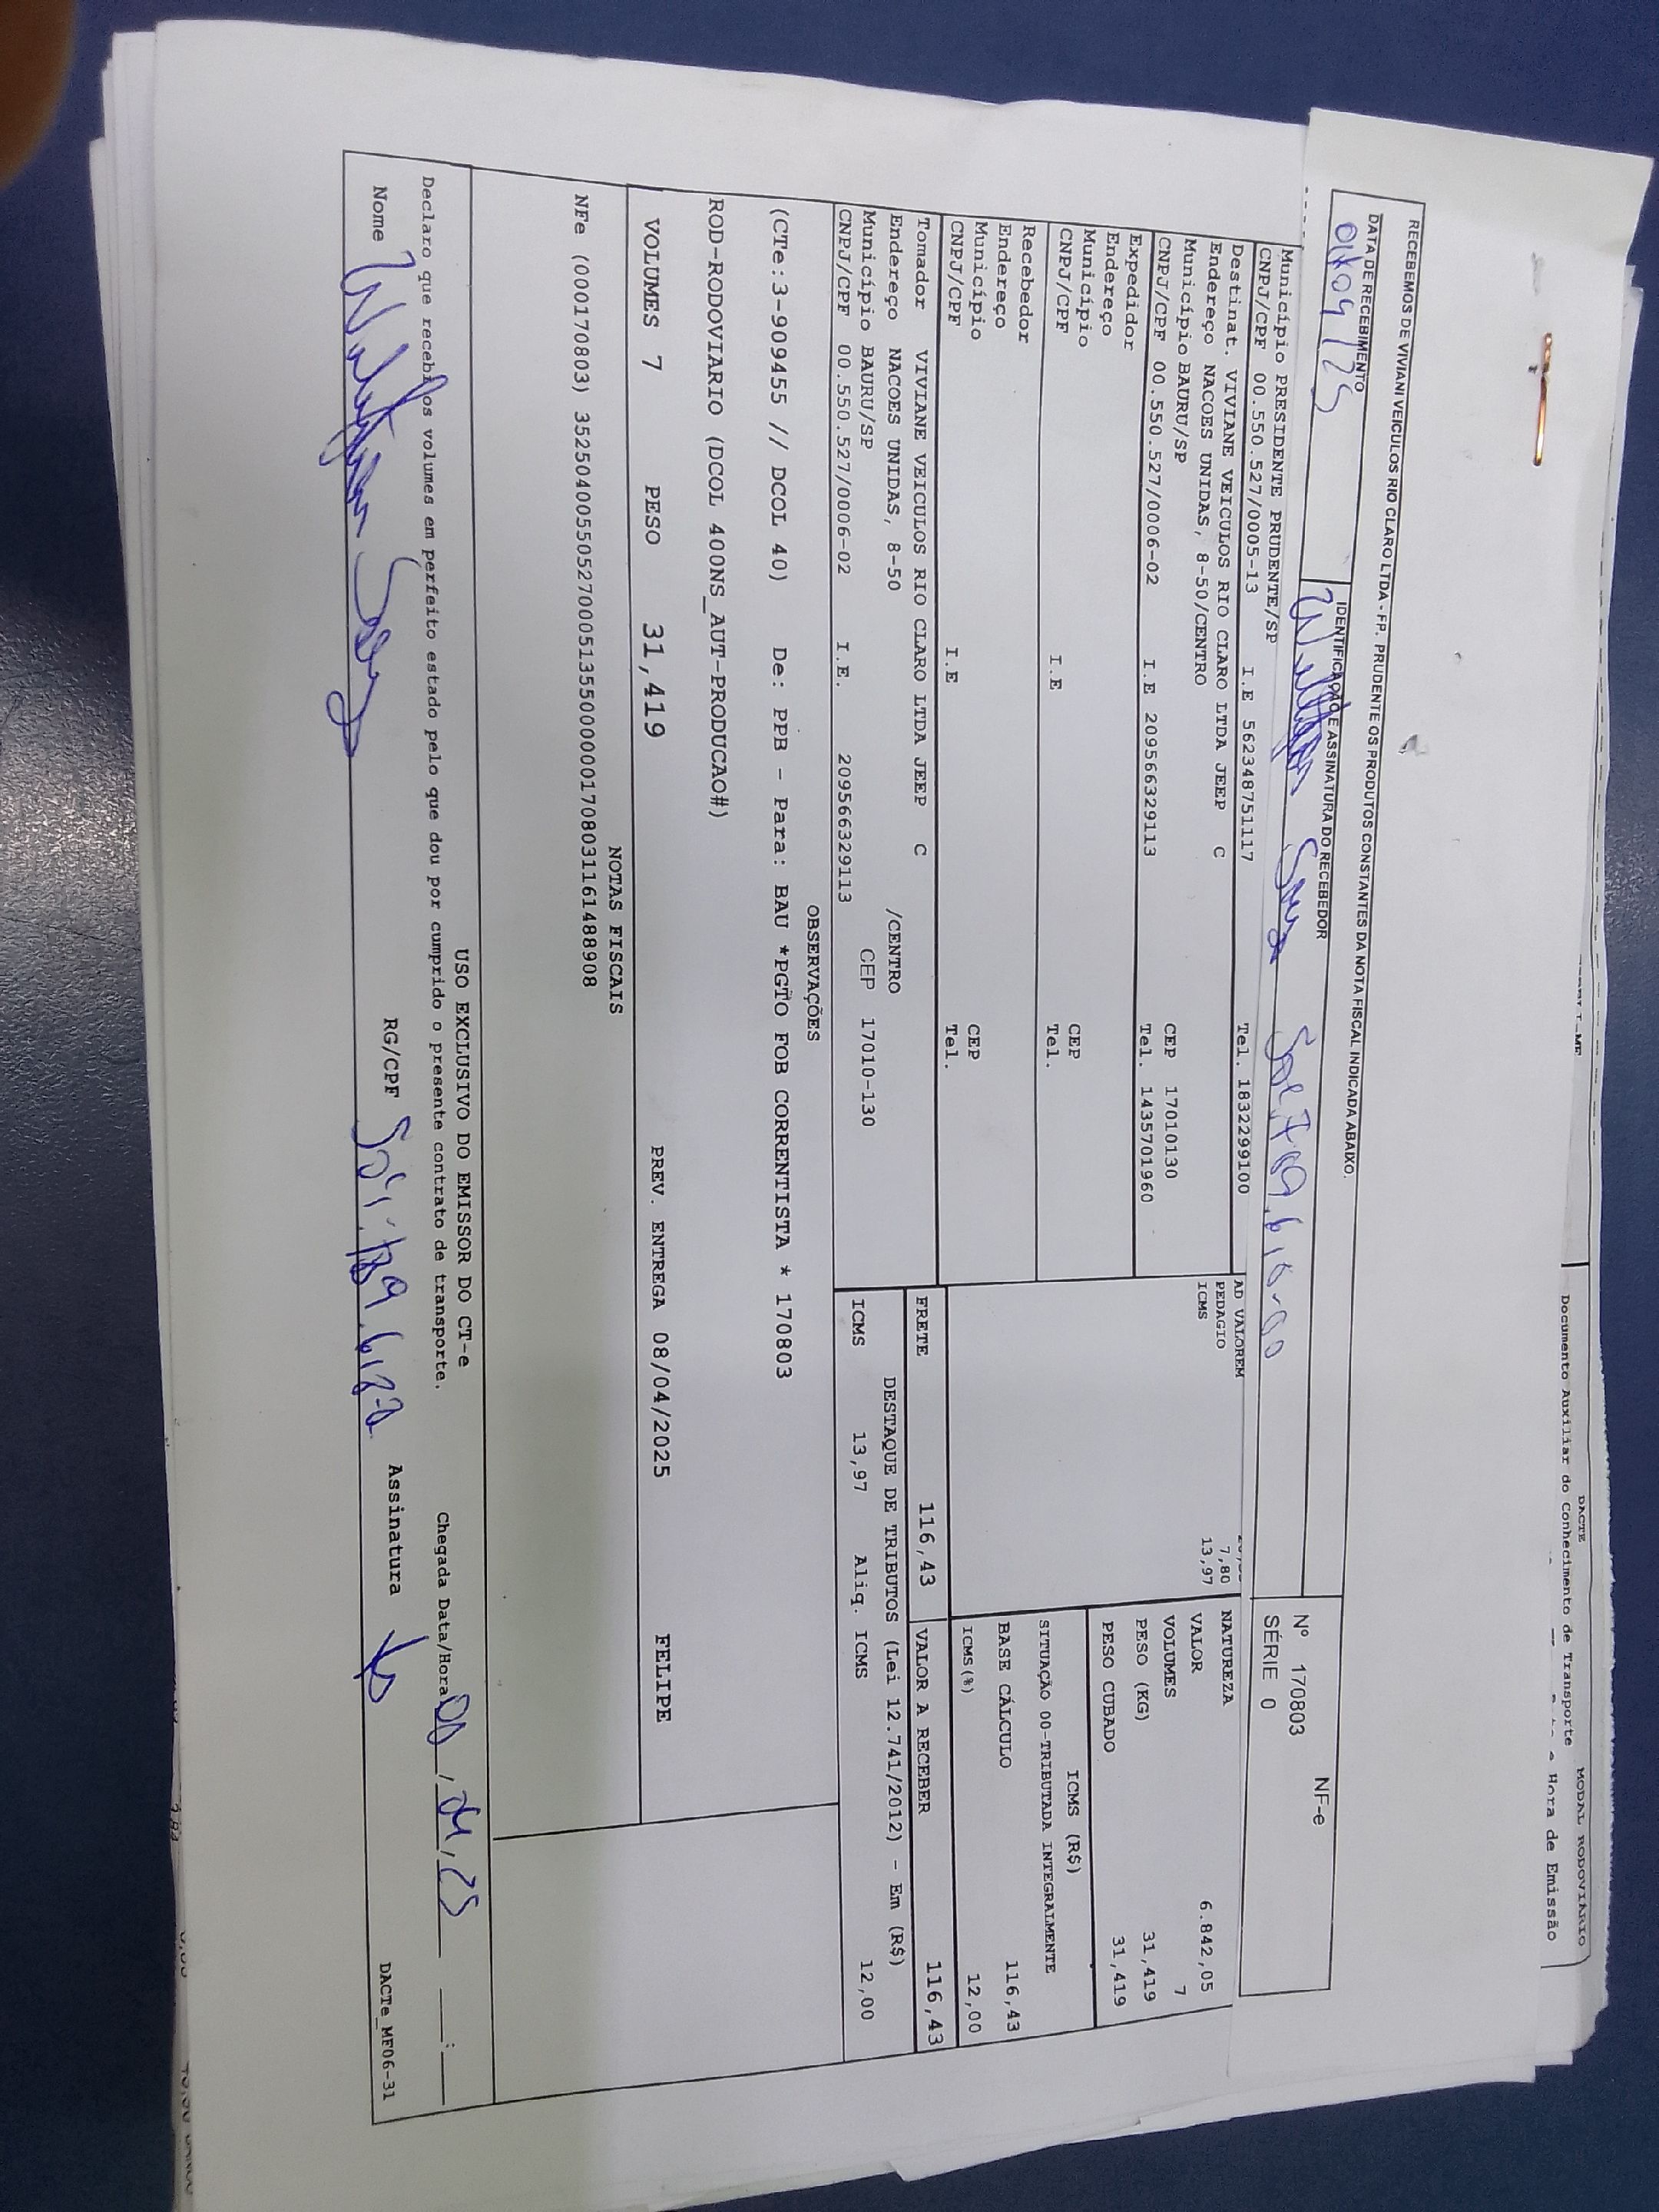 DACTE
MODAL RODOVIÁRIO
Documento Auxiliar do Conhecimento de Transporte
e Hora de Emissão
RECEBEMOS DE VIVIANI VEICULOS RIO CLARO LTDA - FP. PRUDENTE OS PRODUTOS CONSTANTES DA NOTA FISCAL INDICADA ABAIXO.
DATA DE RECEBIMENTO
IDENTIFICAÇÃO E ASSINATURA DO RECEBEDOR
NF-e
Nº 170803
SÉRIE 0
Município PRESIDENTE PRUDENTE/SP
CNPJ/CPF 00.550.527/0005-13 I.E 562348751117 Tel. 1832299100
Destinat. VIVIANE VEICULOS RIO CLARO LTDA JEEP C
Endereço NACOES UNIDAS, 8-50/CENTRO
Município BAURU/SP CEP 17010130
CNPJ/CPF 00.550.527/0006-02 I.E 209566329113 Tel. 1435701960
Expedidor
Endereço
Município CEP
CNPJ/CPF I.E Tel.
Recebedor
Endereço
Município CEP
CNPJ/CPF I.E Tel.
AD VALOREM
PEDAGIO 7,80
ICMS 13,97
NATUREZA
VALOR 6.842,05
VOLUMES 7
PESO (KG) 31,419
PESO CUBADO 31,419
ICMS (R$)
SITUAÇÃO 00-TRIBUTADA INTEGRALMENTE
BASE CÁLCULO 116,43
ICMS(%) 12,00
Tomador VIVIANE VEICULOS RIO CLARO LTDA JEEP C
Endereço NACOES UNIDAS, 8-50 /CENTRO
Município BAURU/SP CEP 17010-130
CNPJ/CPF 00.550.527/0006-02 I.E. 209566329113
FRETE 116,43 VALOR A RECEBER 116,43
DESTAQUE DE TRIBUTOS (Lei 12.741/2012) - Em (R$)
ICMS 13,97 Aliq. ICMS 12,00
OBSERVAÇÕES
(CTe:3-909455 // DCOL 40) De: PPB - Para: BAU *PGTO FOB CORRENTISTA * 170803
ROD-RODOVIARIO (DCOL 400NS_AUT-PRODUCAO#)
VOLUMES 7 PESO 31,419 PREV. ENTREGA 08/04/2025 FELIPE
NOTAS FISCAIS
NFe (000170803) 35250400550527000513550000001708031161488908
USO EXCLUSIVO DO EMISSOR DO CT-e
Declaro que recebi os volumes em perfeito estado pelo que dou por cumprido o presente contrato de transporte. Chegada Data/Hora
Nome RG/CPF Assinatura
DACTe_MF06-31